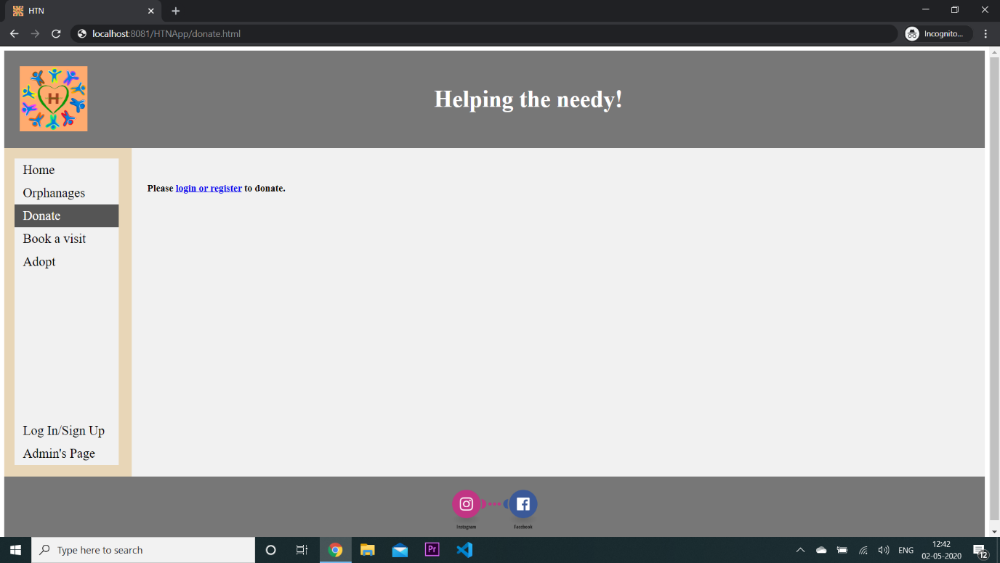 HTN
localhost:8081/HTNApp/donate.html
Incognito...
H
Helping the needy!
Home
Orphanages
Donate
Book a visit
Adopt
Please login or register to donate.
Log In/Sign Up
Admin's Page
Instagram
Facebook
Type here to search
Pr
ENG
12:42
02-05-2020
12